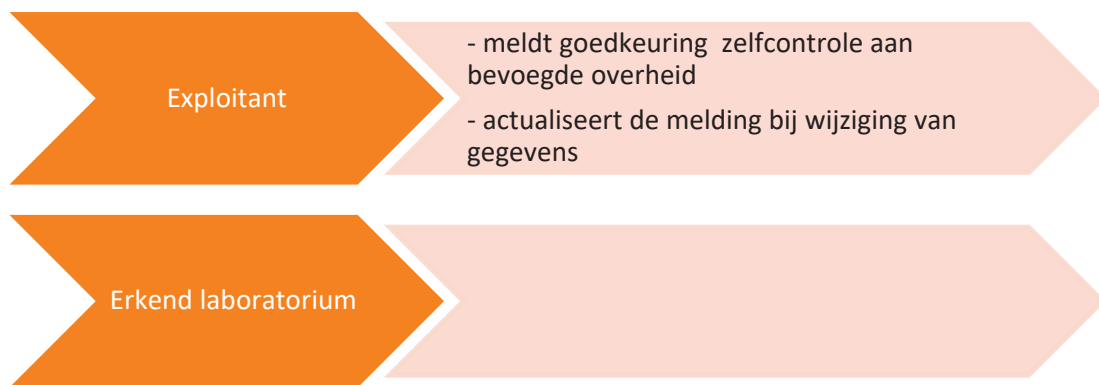 Exploitant
- meldt goedkeuring  zelfcontrole aan
bevoegde overheid
- actualiseert de melding bij wijziging van
gegevens
Erkend laboratorium